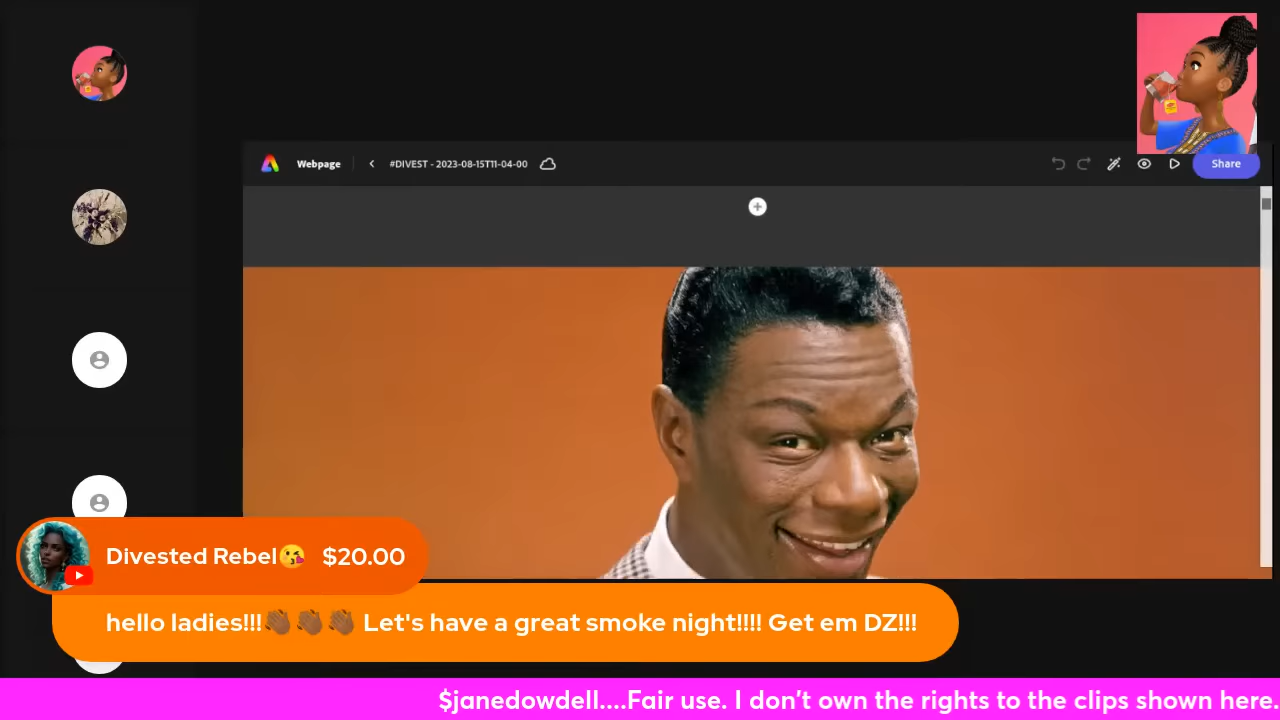 Webpage
#DIVEST - 2023-08-15T11-04-00
Share
Divested Rebel😘 $20.00
hello ladies!!!👏🏾👏🏾👏🏾 Let's have a great smoke night!!!! Get em DZ!!!
$janedowdell....Fair use. I don't own the rights to the clips shown here.